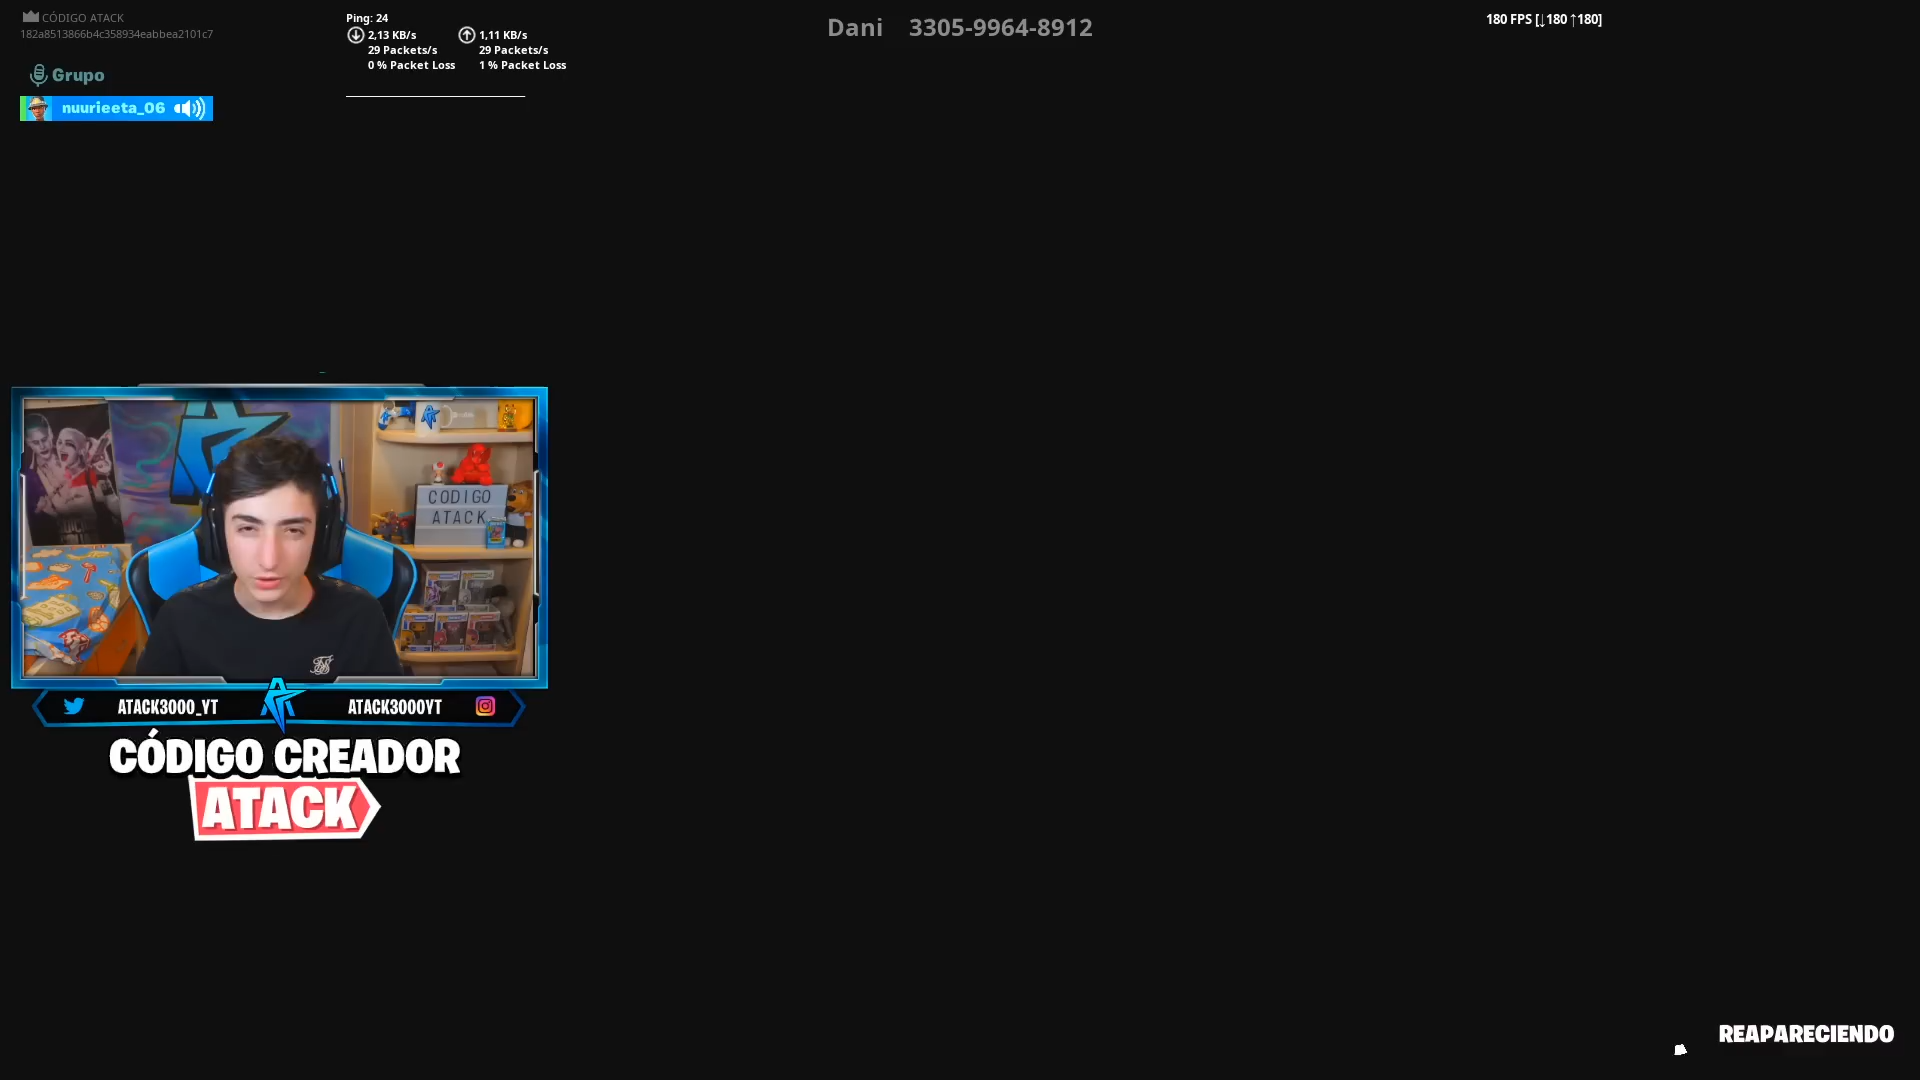 CÓDIGO ATACK
182a8513866b4c358934eabbea2101c7
Grupo
nuurieeta_06
Ping: 24
2,13 KB/s 1,11 KB/s
29 Packets/s 29 Packets/s
0 % Packet Loss 1 % Packet Loss
Dani 3305-9964-8912
180 FPS [↓180 ↑180]
CODIGO
ATACK
ATACK3000_YT ATACK3000YT
CÓDIGO CREADOR
ATACK
REAPARECIENDO